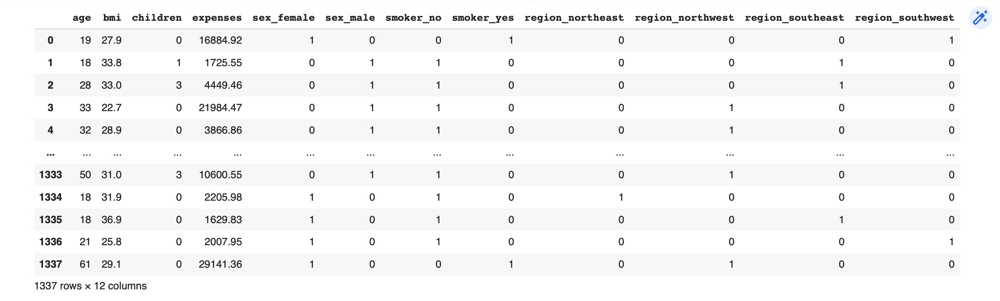 age bmi children expenses sex_female sex_male smoker_no smoker_yes region_northeast region_northwest region_southeast region_southwest
0 19 27.9 0 16884.92 1 0 0 1 0 0 0 1
1 18 33.8 1 1725.55 0 1 1 0 0 0 1 0
2 28 33.0 3 4449.46 0 1 1 0 0 0 1 0
3 33 22.7 0 21984.47 0 1 1 0 0 1 0 0
4 32 28.9 0 3866.86 0 1 1 0 0 1 0 0
... ... ... ... ... ... ... ... ... ... ... ... ...
1333 50 31.0 3 10600.55 0 1 1 0 0 1 0 0
1334 18 31.9 0 2205.98 1 0 1 0 1 0 0 0
1335 18 36.9 0 1629.83 1 0 1 0 0 0 1 0
1336 21 25.8 0 2007.95 1 0 1 0 0 0 0 1
1337 61 29.1 0 29141.36 1 0 0 1 0 1 0 0
1337 rows × 12 columns